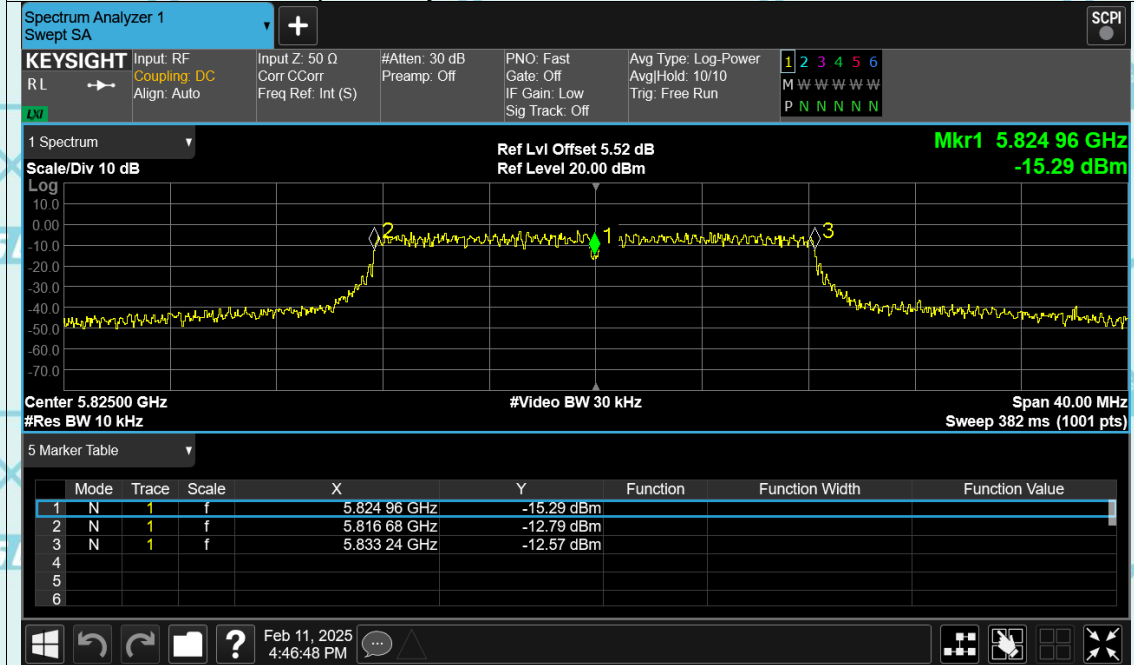 Spectrum Analyzer 1
Swept SA
+
SCPI
KEYSIGHT
R L
LXI
Input: RF
Coupling: DC
Align: Auto
Input Z: 50 Ω
Corr CCorr
Freq Ref: Int (S)
#Atten: 30 dB
Preamp: Off
PNO: Fast
Gate: Off
IF Gain: Low
Sig Track: Off
Avg Type: Log-Power
Avg|Hold: 10/10
Trig: Free Run
1 2 3 4 5 6
M W W W W W W
P N N N N N N
1 Spectrum
Scale/Div 10 dB
Ref Lvl Offset 5.52 dB
Ref Level 20.00 dBm
Mkr1 5.824 96 GHz
-15.29 dBm
Log
10.0
0.00
-10.0
-20.0
-30.0
-40.0
-50.0
-60.0
-70.0
2
1
3
Center 5.82500 GHz
#Video BW 30 kHz
Span 40.00 MHz
#Res BW 10 kHz
Sweep 382 ms (1001 pts)
5 Marker Table
Mode Trace Scale X Y Function Function Width Function Value
1 N 1 f 5.824 96 GHz -15.29 dBm
2 N 1 f 5.816 68 GHz -12.79 dBm
3 N 1 f 5.833 24 GHz -12.57 dBm
4
5
6
?
Feb 11, 2025
4:46:48 PM